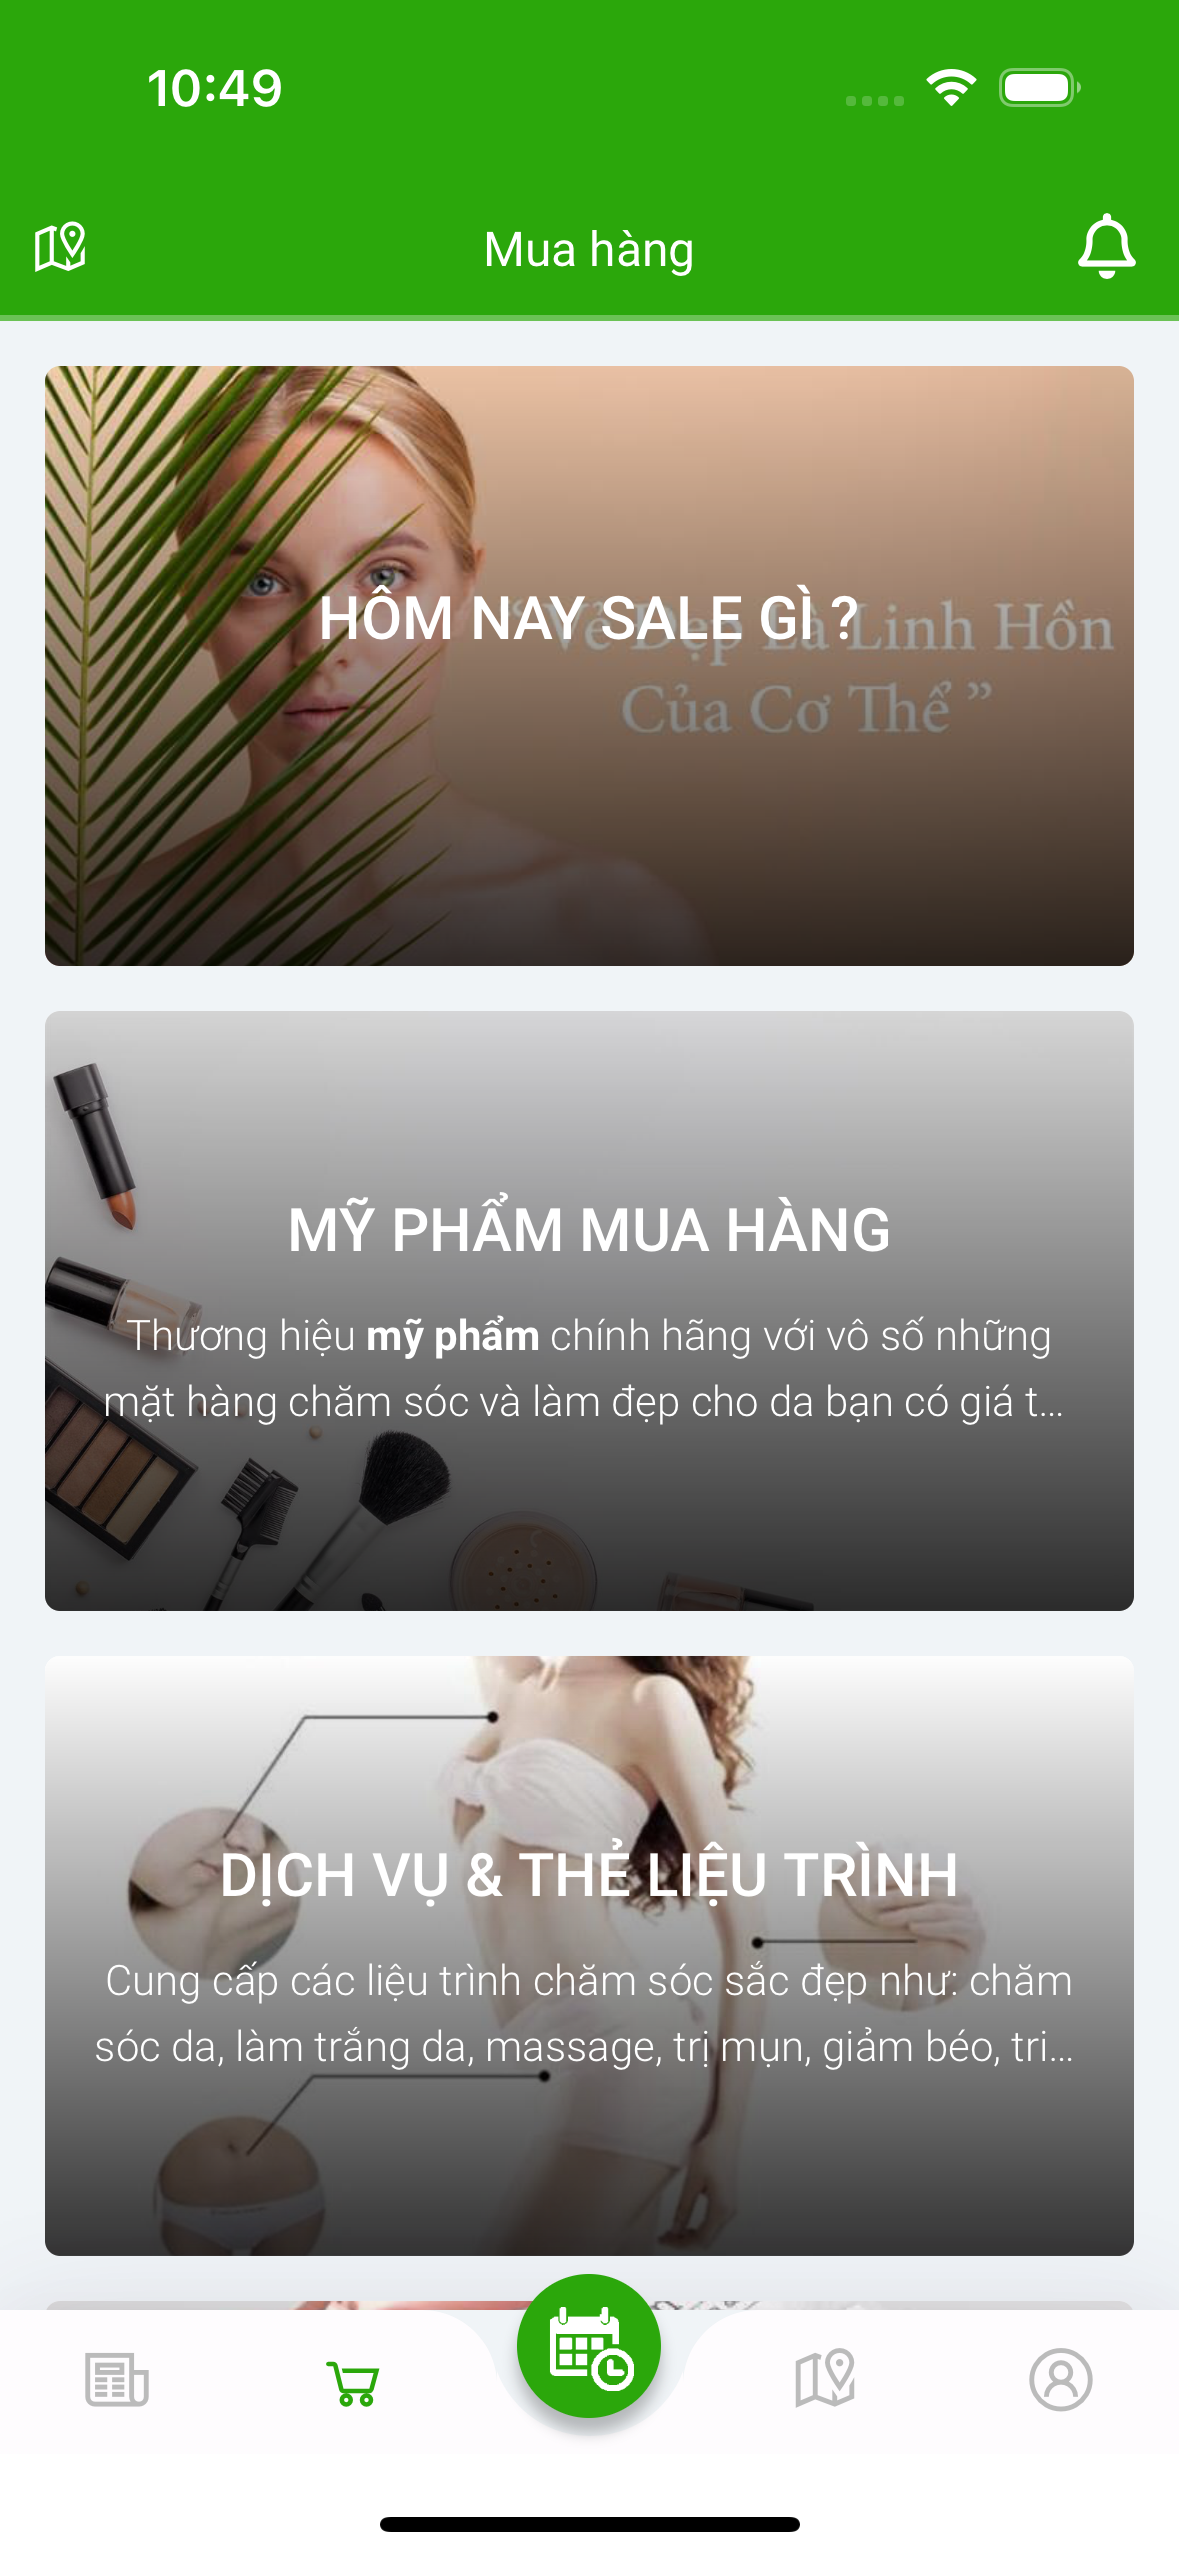 10:49
Mua hàng
HÔM NAY SALE GÌ ?
Vẻ Đẹp Là Linh Hồn
Của Cơ Thể ”
MỸ PHẨM MUA HÀNG
Thương hiệu mỹ phẩm chính hãng với vô số những
mặt hàng chăm sóc và làm đẹp cho da bạn có giá t...
DỊCH VỤ & THẺ LIỆU TRÌNH
Cung cấp các liệu trình chăm sóc sắc đẹp như: chăm
sóc da, làm trắng da, massage, trị mụn, giảm béo, tri...